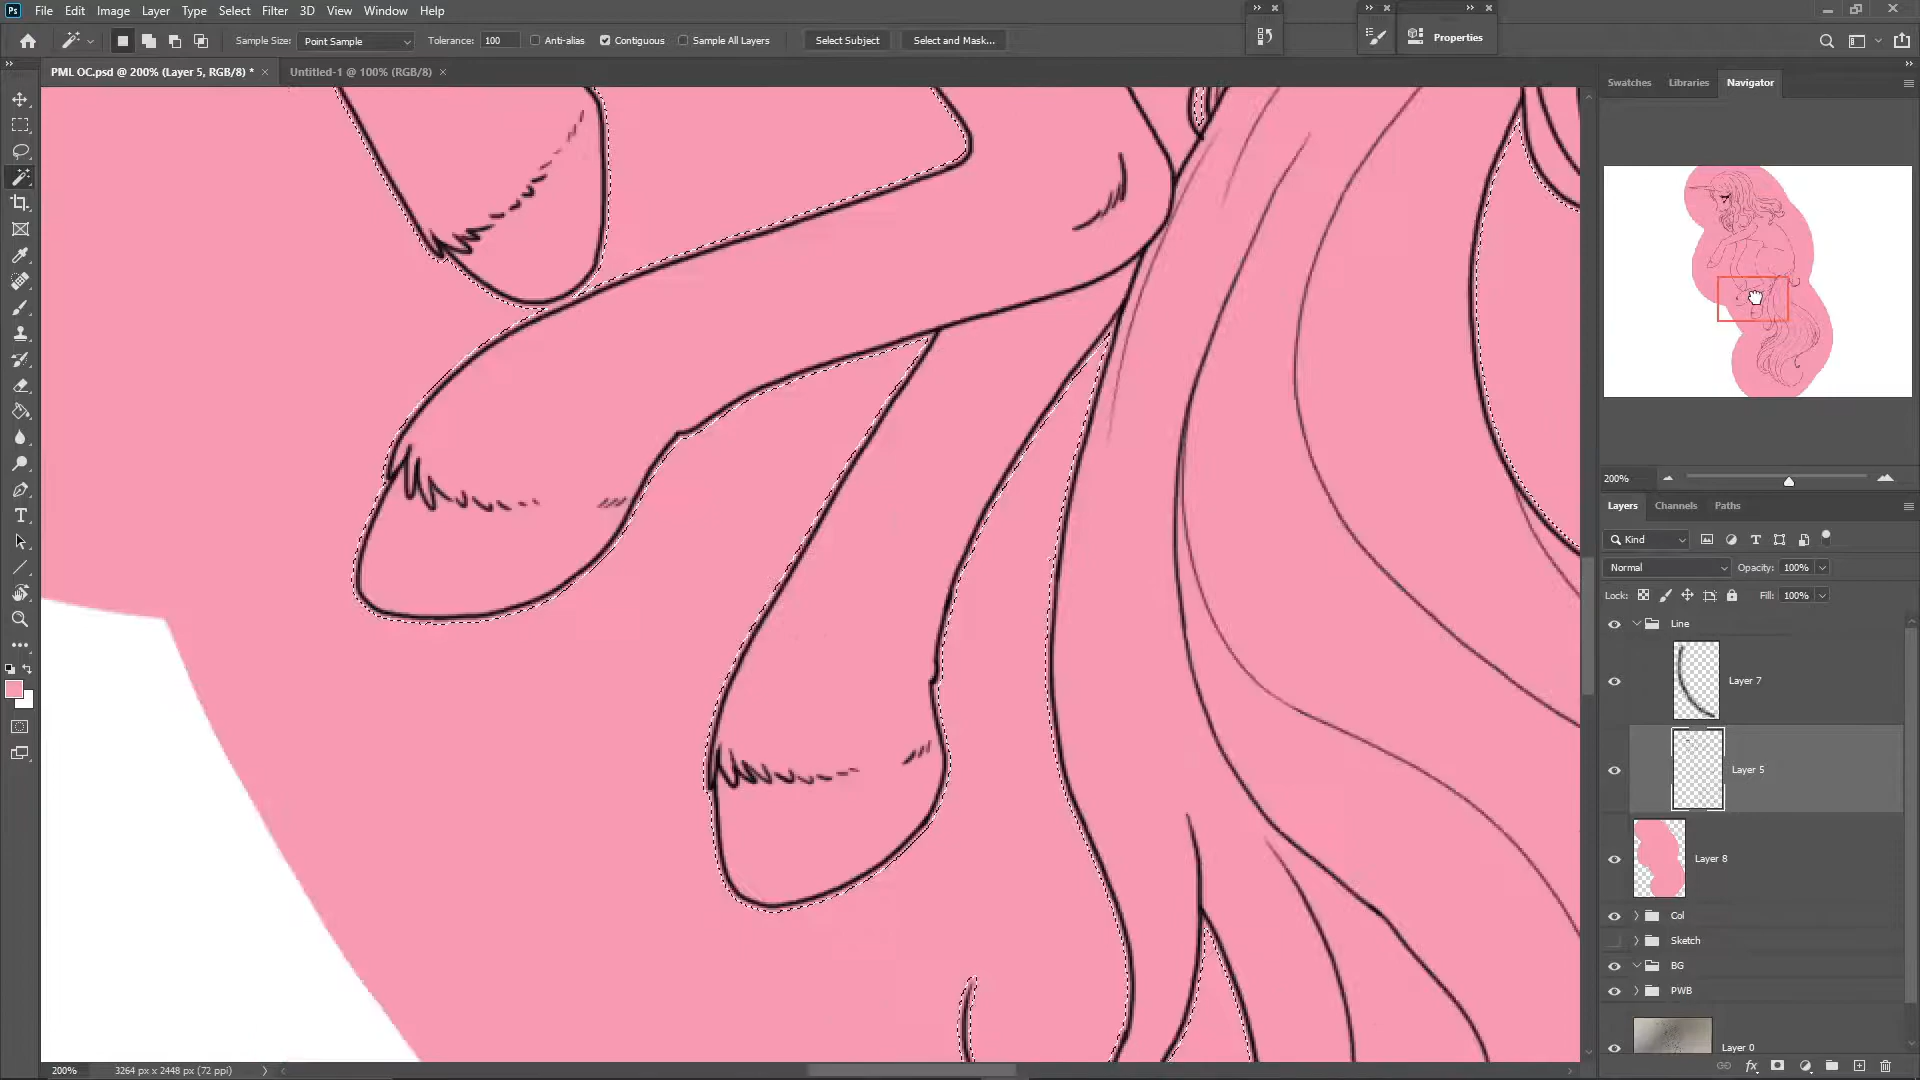 Ps File Edit Image Layer Type Select Filter 3D View Window Help
Sample Size: Point Sample Tolerance: 100 Anti-alias Contiguous Sample All Layers Select Subject Select and Mask... Properties
PML OC.psd @ 200% (Layer 5, RGB/8) * × Untitled-1 @ 100% (RGB/8) ×
Swatches Libraries Navigator
200%
Layers Channels Paths
Kind
Normal Opacity: 100%
Lock: Fill: 100%
Line
Layer 7
Layer 5
Layer 8
Col
Sketch
BG
PWB
Layer 0
200% 3264 px x 2448 px (72 ppi)